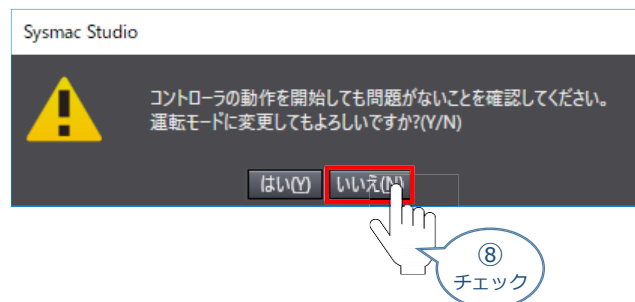 Sysmac Studio
コントローラの動作を開始しても問題がないことを確認してください。
運転モードに変更してもよろしいですか?(Y/N)
はい(Y) いいえ(N)
⑧
チェック